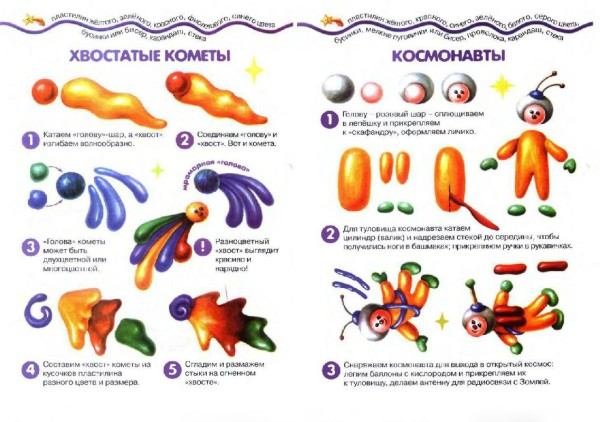 пластилин жёлтого, зелёного, красного, фиолетового, синего цвета
бусинки или бисер, карандаш, стека
ХВОСТАТЫЕ КОМЕТЫ
1 Катаем «голову»-шар, а «хвост»
изгибаем волнообразно.
2 Соединяем «голову» и
«хвост». Вот и комета.
мраморная «голова»
3 «Голова» кометы
может быть
двухцветной или
многоцветной.
! Разноцветный
«хвост» выглядит
красиво и
нарядно!
4 Составим «хвост» кометы из
кусочков пластилина
разного цвета и размера.
5 Сгладим и размажем
стыки на огненном
«хвосте».
пластилин жёлтого, красного, синего, зелёного, белого, серого цвета
бусинки, мелкие пуговички или бисер, проволока, карандаш, стека
КОСМОНАВТЫ
1 Голову – розовый шар – сплющиваем
в лепёшку и прикрепляем
к «скафандру», оформляем личико.
2 Для туловища космонавта катаем
цилиндр (валик) и надрезаем стекой до середины, чтобы
получились ноги в башмаках; прикрепляем ручки в рукавичках.
3 Снаряжаем космонавта для выхода в открытый космос:
лепим баллоны с кислородом и прикрепляем их
к туловищу, делаем антенну для радиосвязи с Землёй.